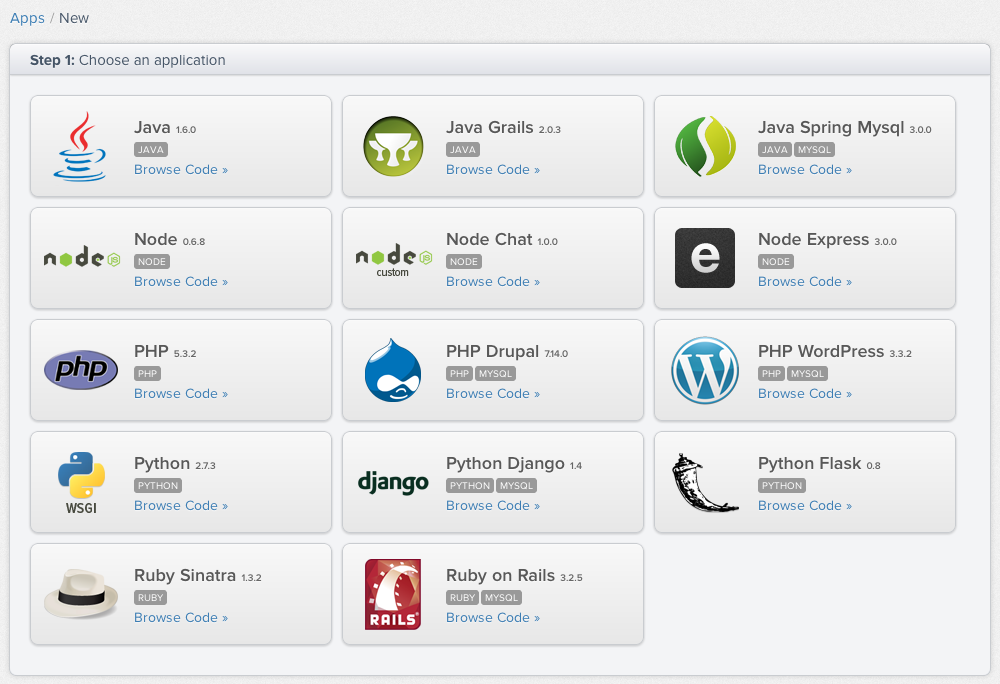 Apps / New
Step 1: Choose an application
Java 1.6.0
JAVA
Browse Code »
Java Grails 2.0.3
JAVA
Browse Code »
Java Spring Mysql 3.0.0
JAVA MYSQL
Browse Code »
node JS
Node 0.6.8
NODE
Browse Code »
node JS
custom
Node Chat 1.0.0
NODE
Browse Code »
e
Node Express 3.0.0
NODE
Browse Code »
php
PHP 5.3.2
PHP
Browse Code »
PHP Drupal 7.14.0
PHP MYSQL
Browse Code »
W
PHP WordPress 3.3.2
PHP MYSQL
Browse Code »
WSGI
Python 2.7.3
PYTHON
Browse Code »
django
Python Django 1.4
PYTHON MYSQL
Browse Code »
Python Flask 0.8
PYTHON
Browse Code »
Ruby Sinatra 1.3.2
RUBY
Browse Code »
RAILS
Ruby on Rails 3.2.5
RUBY MYSQL
Browse Code »